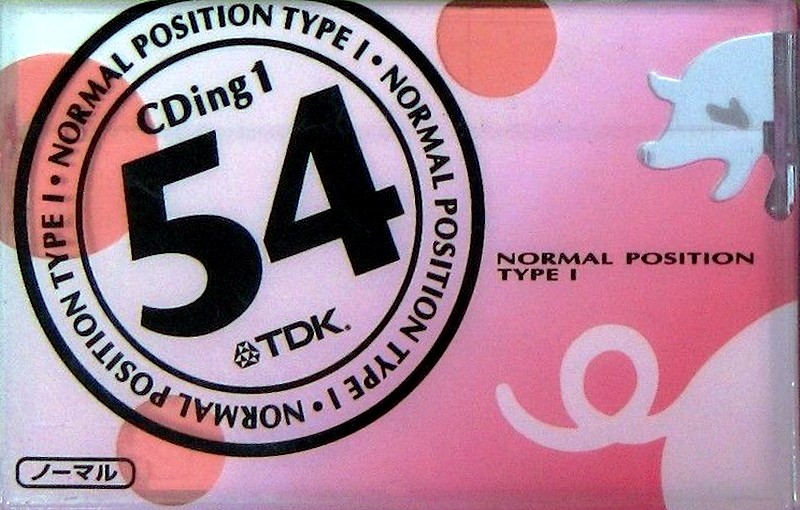 NORMAL POSITION TYPE I • NORMAL POSITION TYPE I • NORMAL POSITION TYPE I •
CDing1
54
TDK®
NORMAL POSITION
TYPE I
ノーマル